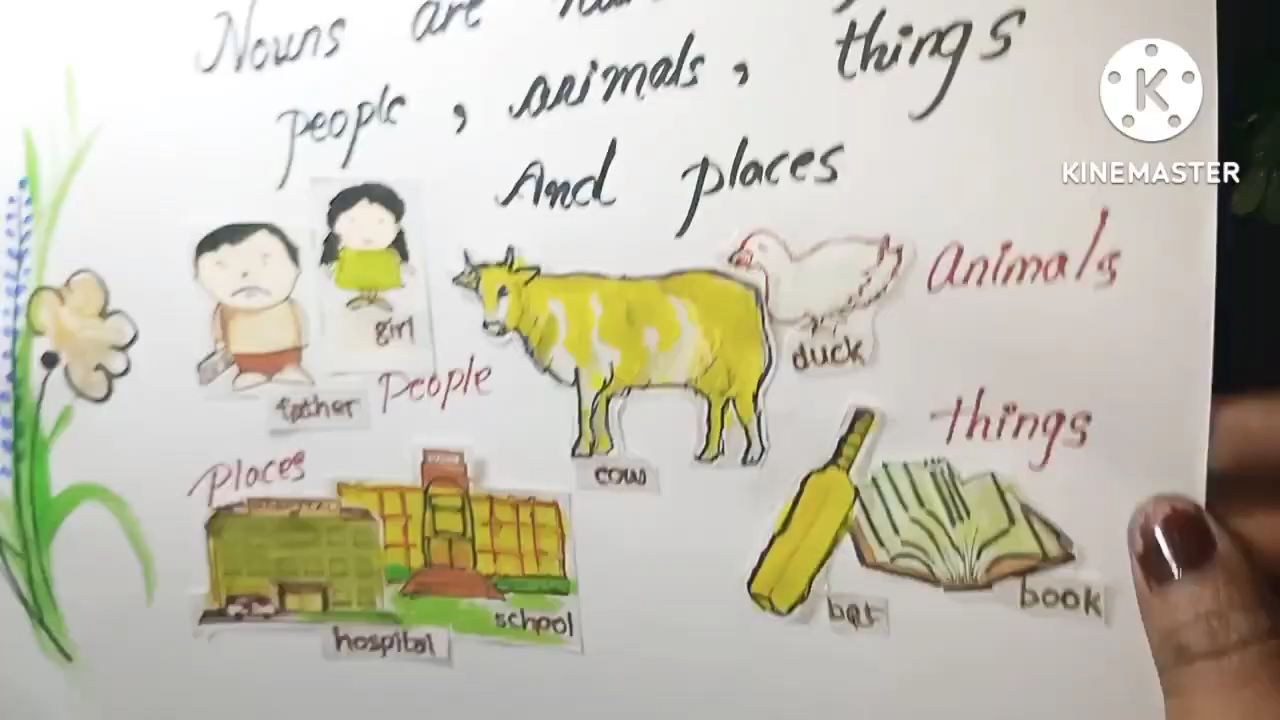 Nouns are
people, animals, things
And places
K
KINEMASTER
girl
father
People
cow
duck
Animals
Places
hospital
school
things
bat
book